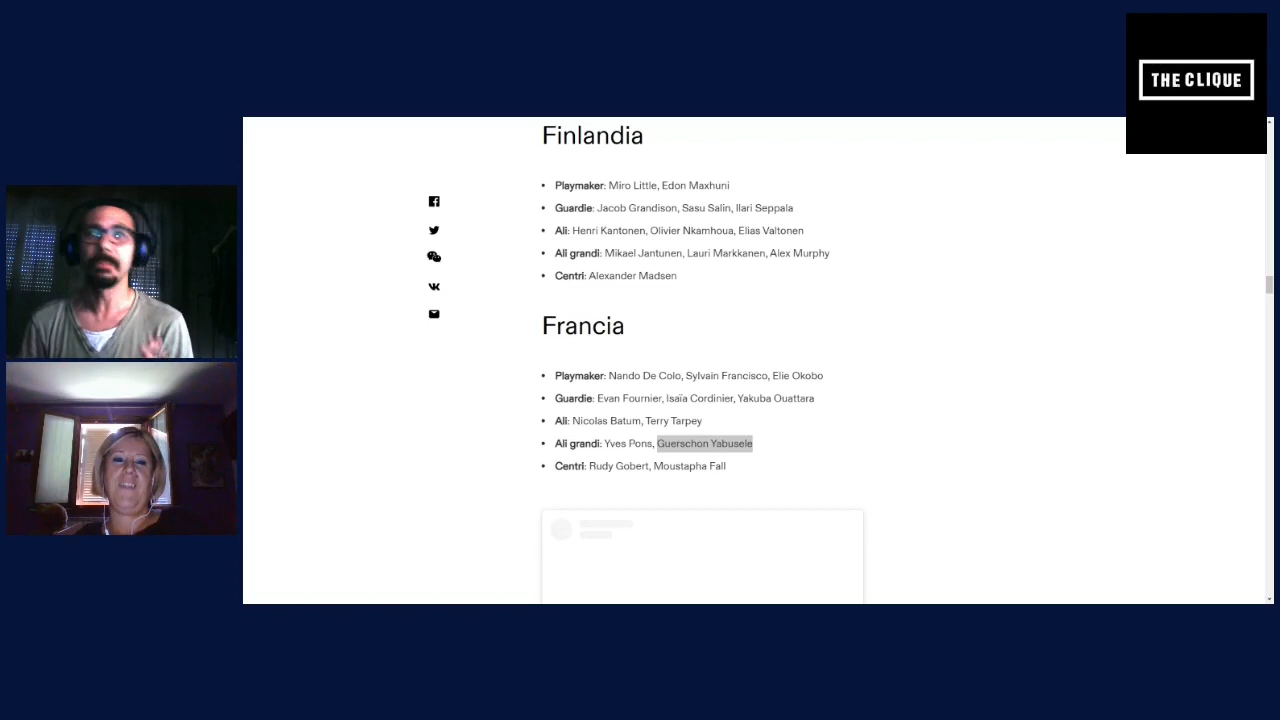 THE CLIQUE
Finlandia
• Playmaker: Miro Little, Edon Maxhuni
• Guardie: Jacob Grandison, Sasu Salin, Ilari Seppala
• Ali: Henri Kantonen, Olivier Nkamhoua, Elias Valtonen
• Ali grandi: Mikael Jantunen, Lauri Markkanen, Alex Murphy
• Centri: Alexander Madsen
Francia
• Playmaker: Nando De Colo, Sylvain Francisco, Elie Okobo
• Guardie: Evan Fournier, Isaïa Cordinier, Yakuba Ouattara
• Ali: Nicolas Batum, Terry Tarpey
• Ali grandi: Yves Pons, Guerschon Yabusele
• Centri: Rudy Gobert, Moustapha Fall